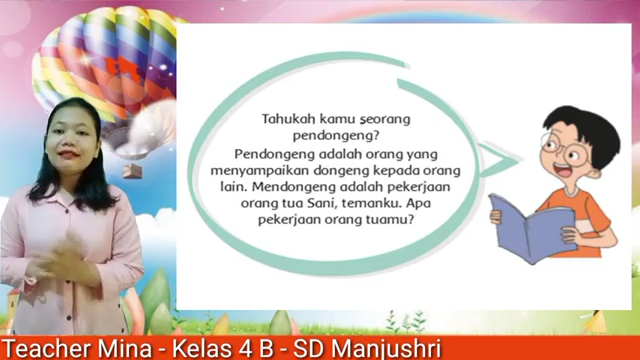 Tahukah kamu seorang
pendongeng?
Pendongeng adalah orang yang
menyampaikan dongeng kepada orang
lain. Mendongeng adalah pekerjaan
orang tua Sani, temanku. Apa
pekerjaan orang tuamu?
Teacher Mina - Kelas 4 B - SD Manjushri